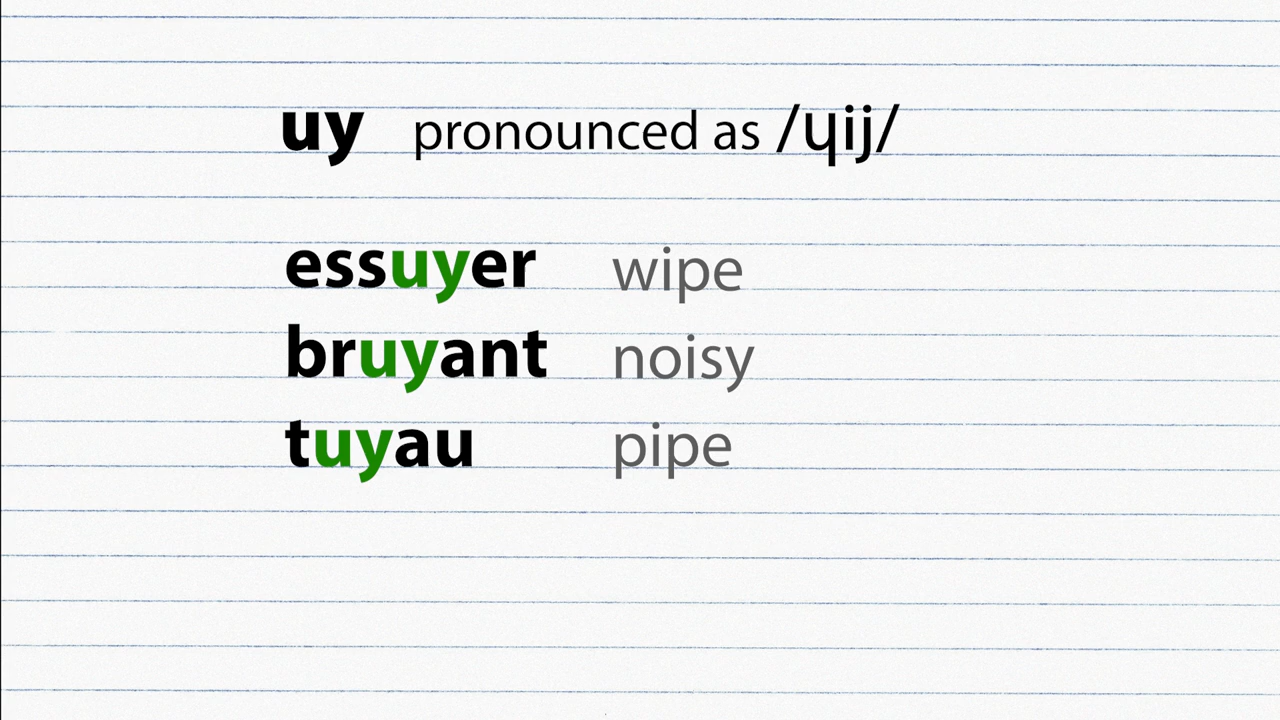 uy pronounced as /ɥij/
essuyer wipe
bruyant noisy
tuyau pipe